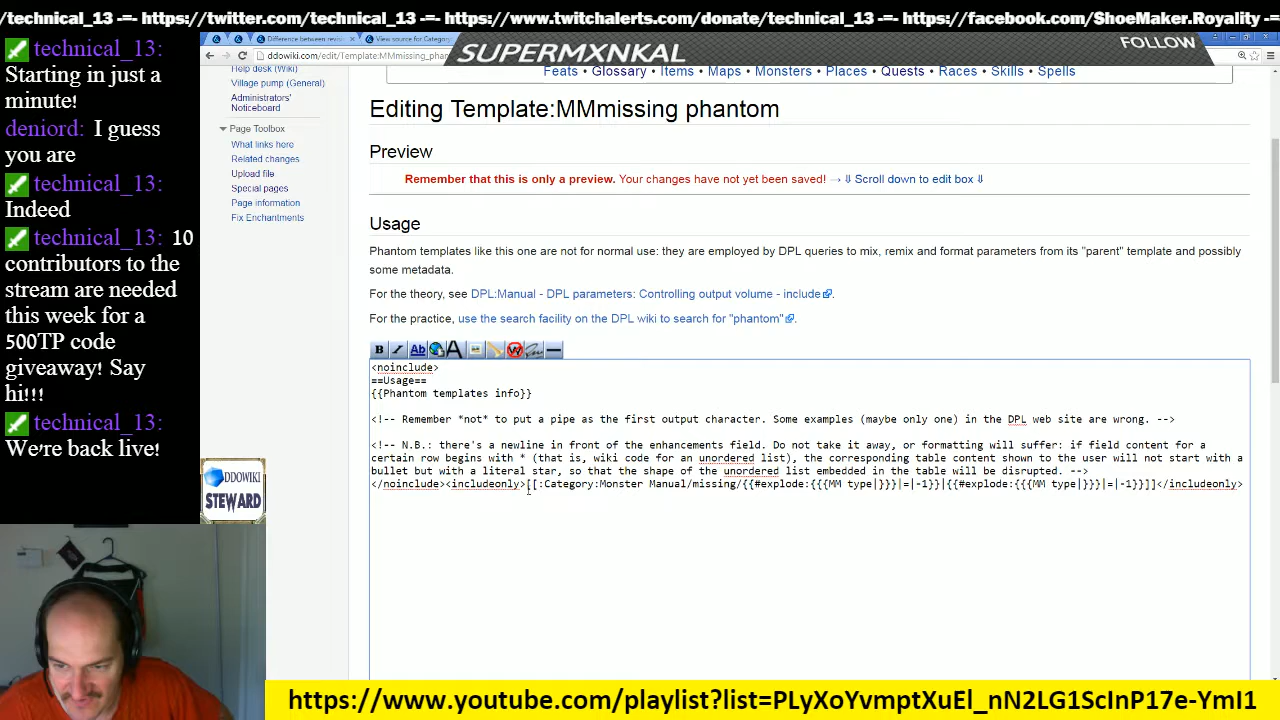 /technical_13 -=- https://twitter.com/technical_13 -=- https://www.twitchalerts.com/donate/technical_13 -=- https://facebook.com/ShoeMaker.Royality -=
technical_13:
Starting in just a
minute!
deniord: I guess
you are
technical_13:
Indeed
technical_13: 10
contributors to the
stream are needed
this week for a
500TP code
giveaway! Say
hi!!!
technical_13:
We're back live!
DDOWIKI
STEWARD
Difference between revisi
View source for Categor
SUPERMXNKAL
FOLLOW
ddowiki.com/edit/Template:MMmissing_phan
Help desk (Wiki)
Village pump (General)
Administrators'
Noticeboard
Page Toolbox
What links here
Related changes
Upload file
Special pages
Page information
Fix Enchantments
Feats • Glossary • Items • Maps • Monsters • Places • Quests • Races • Skills • Spells
Editing Template:MMmissing phantom
Preview
Remember that this is only a preview. Your changes have not yet been saved! → ⇓ Scroll down to edit box ⇓
Usage
Phantom templates like this one are not for normal use: they are employed by DPL queries to mix, remix and format parameters from its "parent" template and possibly
some metadata.
For the theory, see DPL:Manual - DPL parameters: Controlling output volume - include.
For the practice, use the search facility on the DPL wiki to search for "phantom".
B I Ab A W
<noinclude>
==Usage==
{{Phantom templates info}}
<!-- Remember *not* to put a pipe as the first output character. Some examples (maybe only one) in the DPL web site are wrong. -->
<!-- N.B.: there's a newline in front of the enhancements field. Do not take it away, or formatting will suffer: if field content for a
certain row begins with * (that is, wiki code for an unordered list), the corresponding table content shown to the user will not start with a
bullet but with a literal star, so that the shape of the unordered list embedded in the table will be disrupted. -->
</noinclude><includeonly>[[:Category:Monster Manual/missing/{{#explode:{{{MM type|}}}|=|-1}}|{{#explode:{{{MM type|}}}|=|-1}}]]</includeonly>
https://www.youtube.com/playlist?list=PLyXoYvmptXuEl_nN2LG1ScInP17e-YmI1